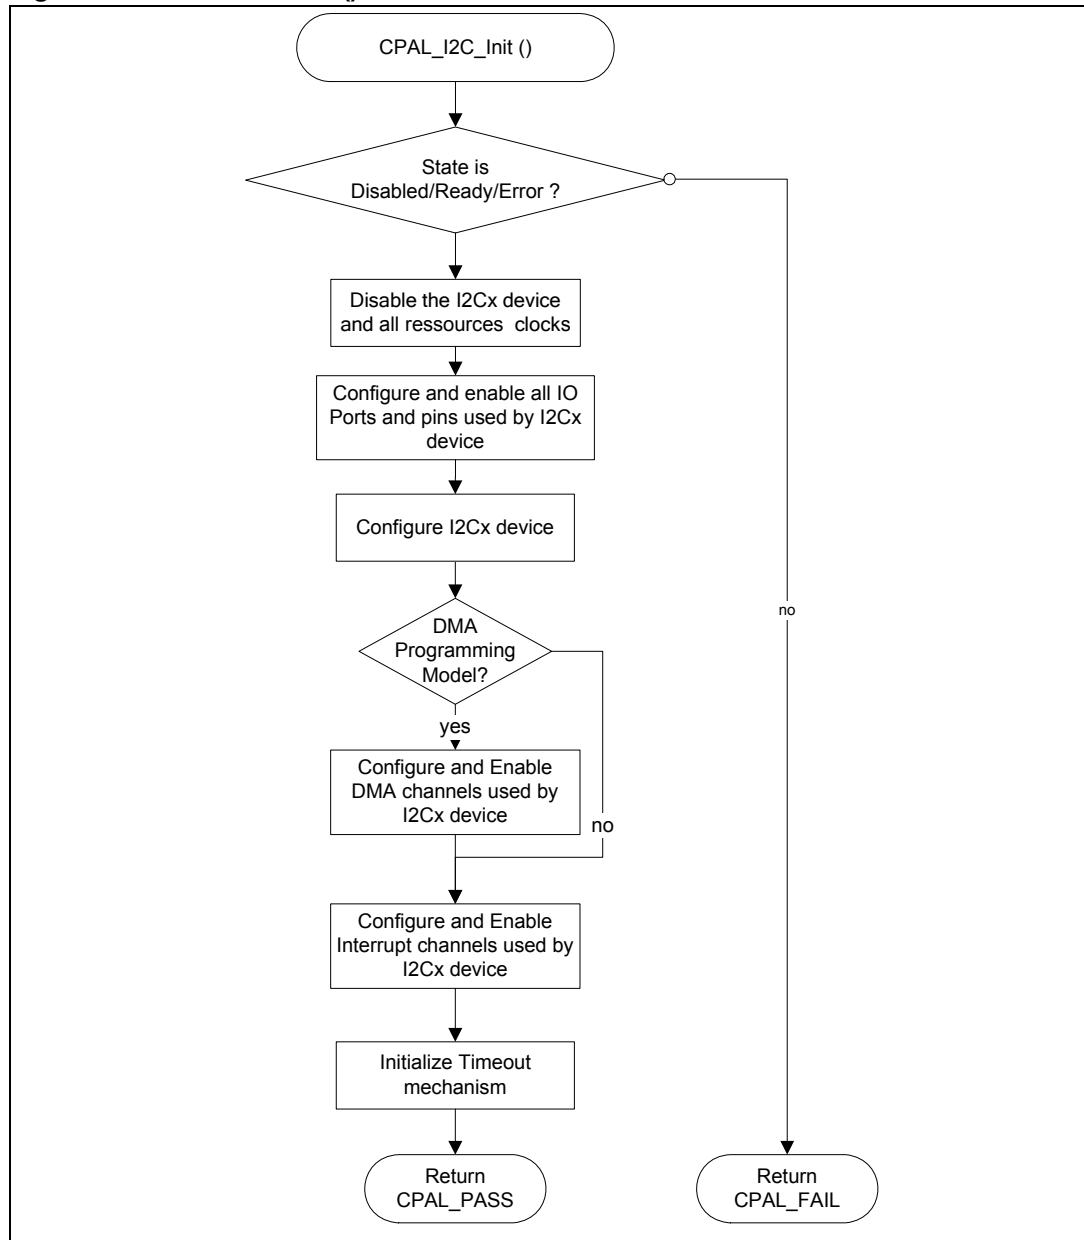 CPAL_I2C_Init ()
State is
Disabled/Ready/Error ?
Disable the I2Cx device
and all ressources clocks
Configure and enable all IO
Ports and pins used by I2Cx
device
Configure I2Cx device
no
DMA
Programming
Model?
yes
Configure and Enable
DMA channels used by
I2Cx device
no
Configure and Enable
Interrupt channels used by
I2Cx device
Initialize Timeout
mechanism
Return
CPAL_PASS
Return
CPAL_FAIL